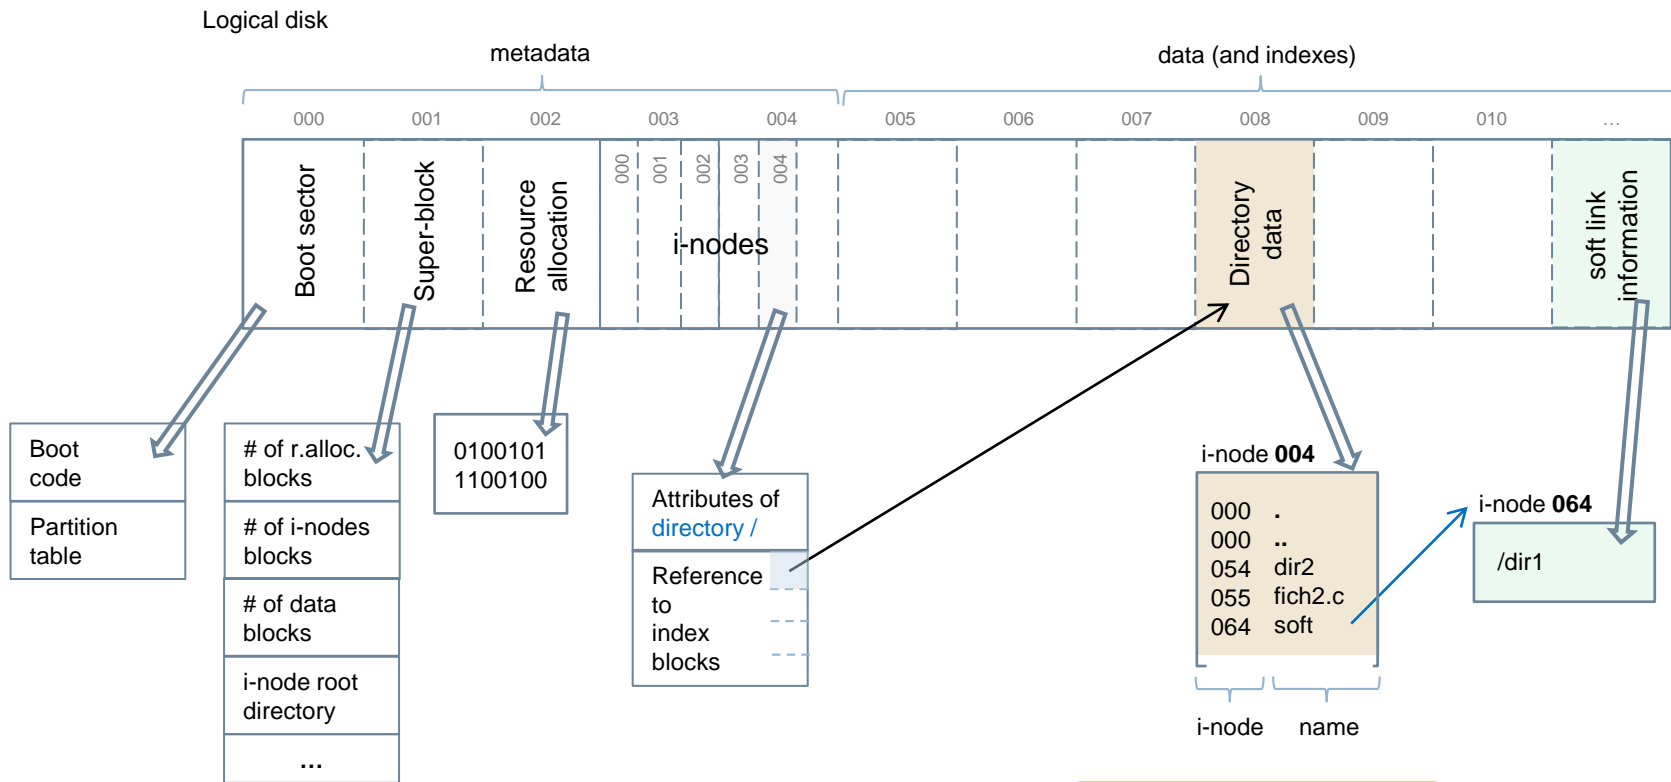 Logical disk
metadata
data (and indexes)
000 001 002 003 004 005 006 007 008 009 010 ...
Boot sector
Super-block
Resource
allocation
000
001
002
003
004
i-nodes
Directory
data
soft link
information
Boot
code
Partition
table
# of r.alloc.
blocks
# of i-nodes
blocks
# of data
blocks
i-node root
directory
...
0100101
1100100
Attributes of
directory /
Reference
to
index
blocks
i-node 004
000 .
000 ..
054 dir2
055 fich2.c
064 soft
i-node name
i-node 064
/dir1